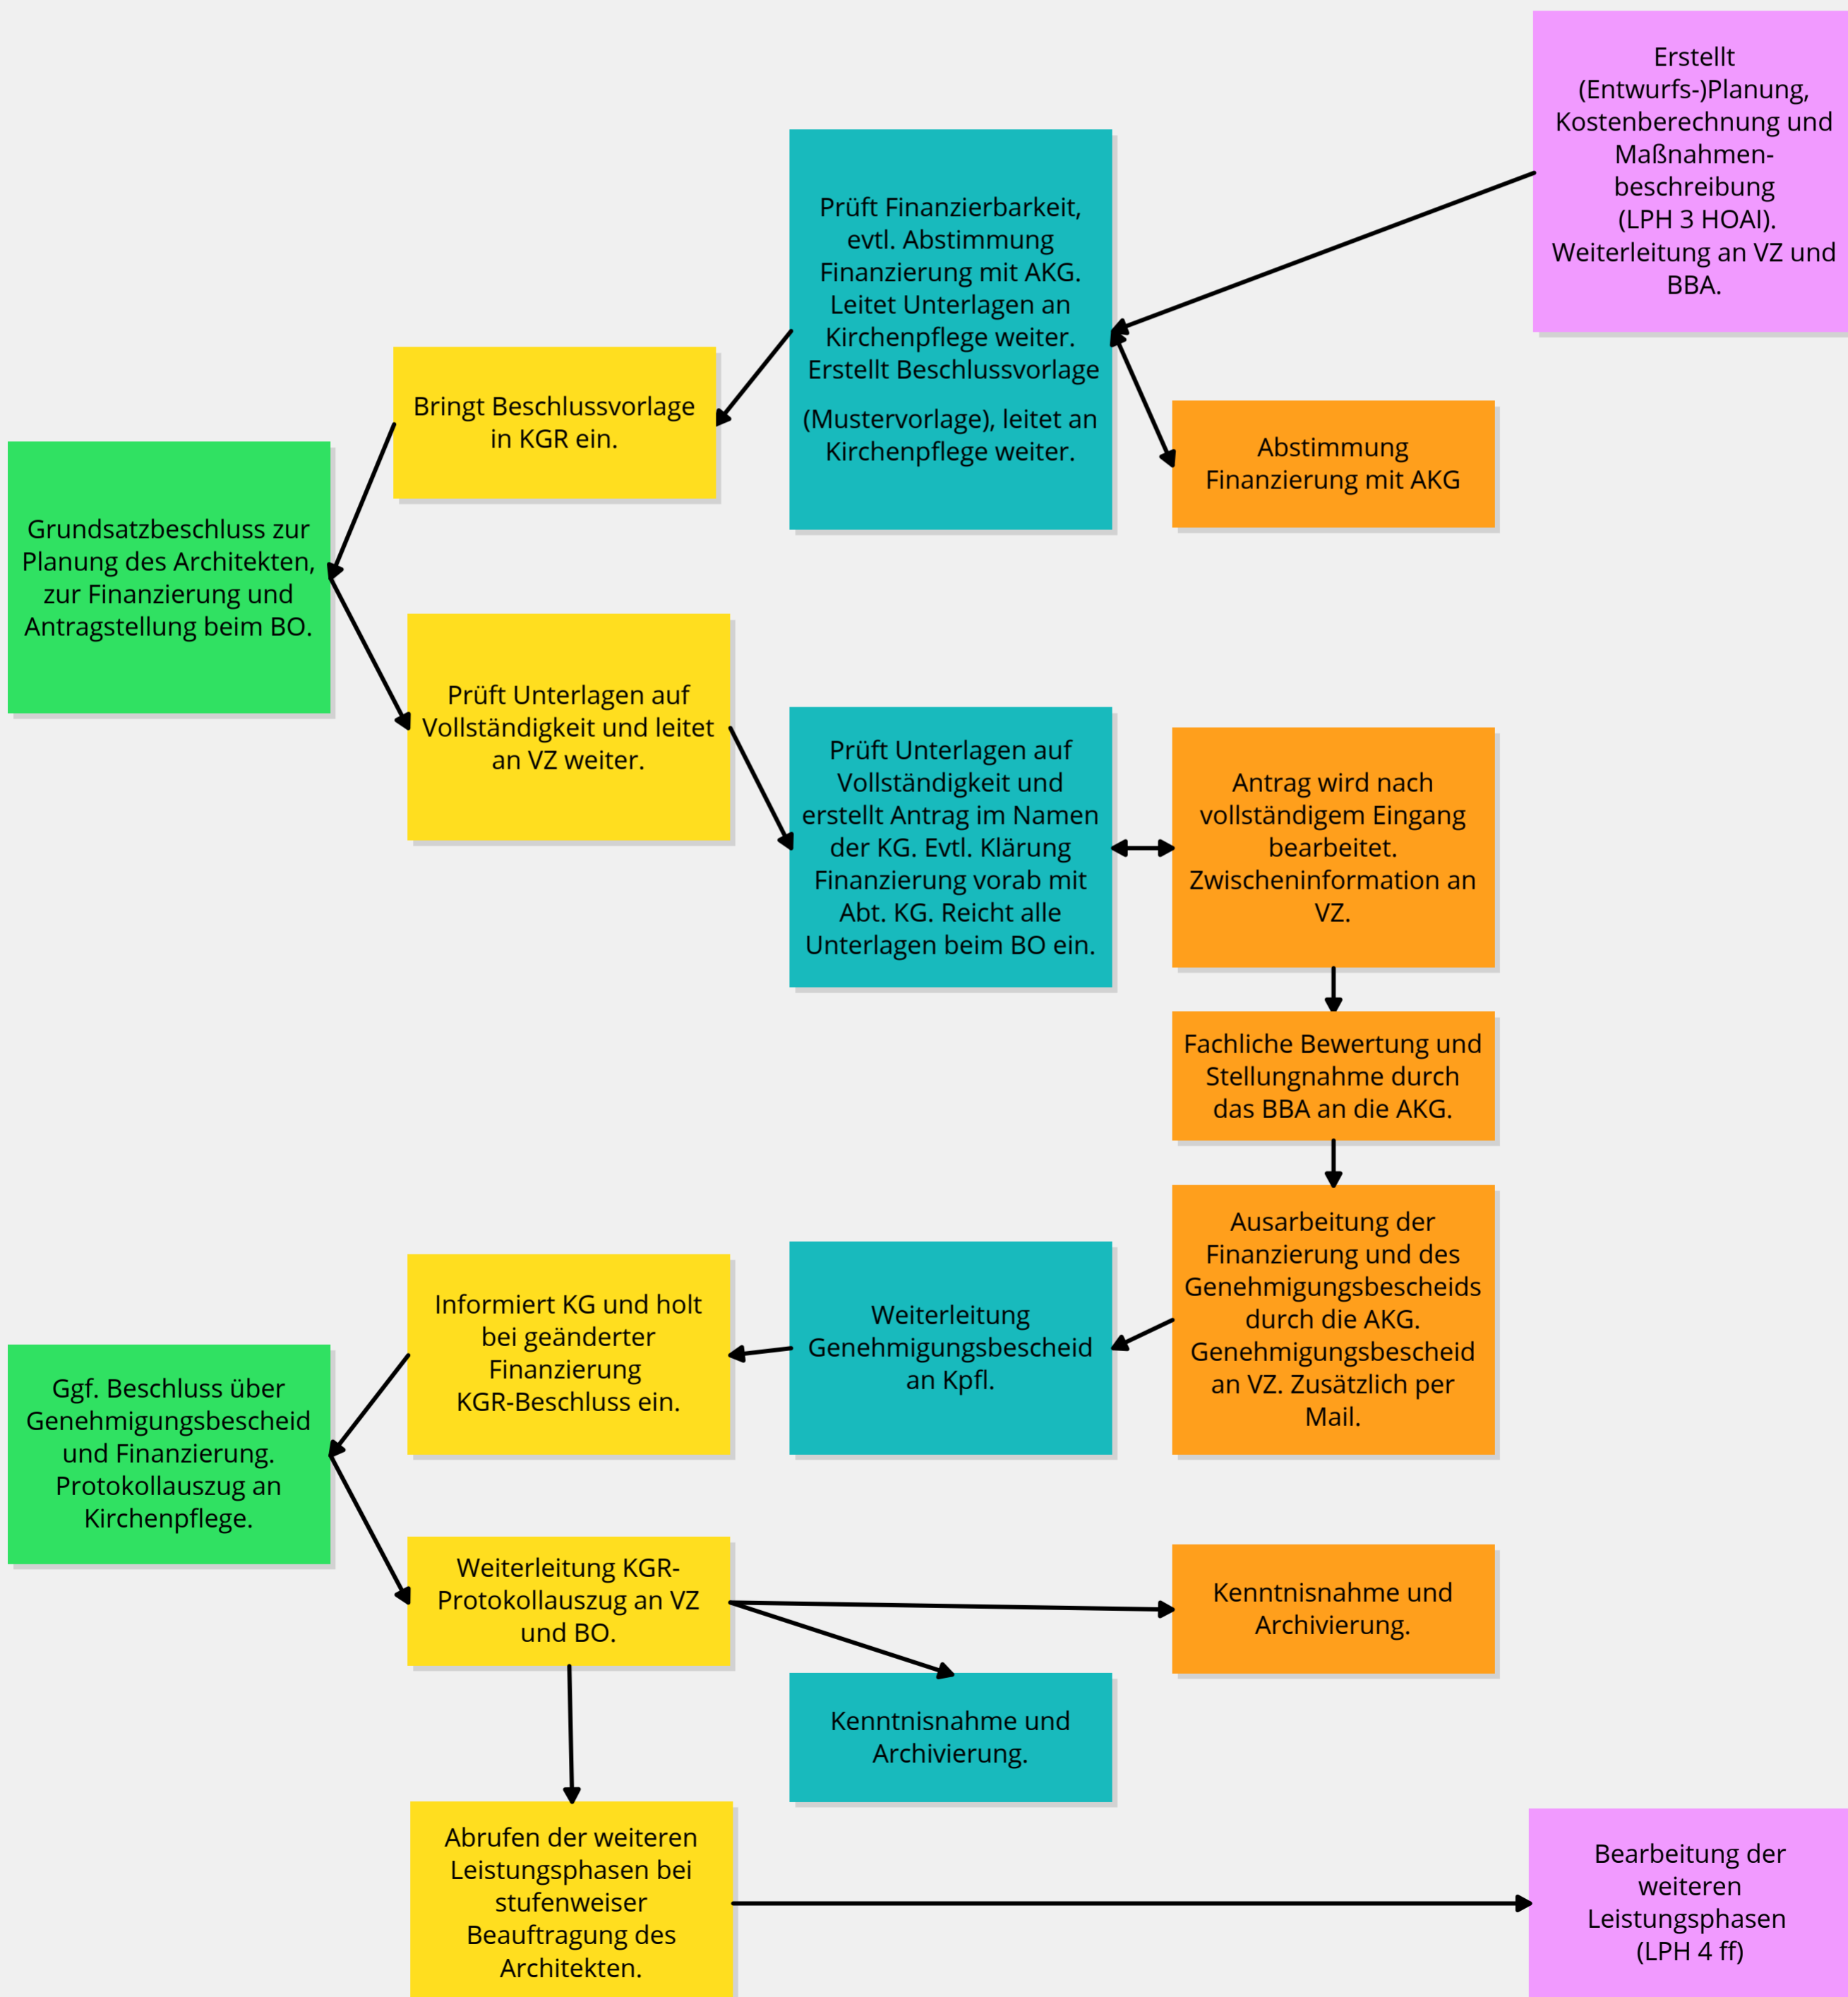 Erstellt
(Entwurfs-)Planung,
Kostenberechnung und
Maßnahmen-
beschreibung
(LPH 3 HOAI).
Weiterleitung an VZ und
BBA.
Prüft Finanzierbarkeit,
evtl. Abstimmung
Finanzierung mit AKG.
Leitet Unterlagen an
Kirchenpflege weiter.
Erstellt Beschlussvorlage
(Mustervorlage), leitet an
Kirchenpflege weiter.
Abstimmung
Finanzierung mit AKG
Bringt Beschlussvorlage
in KGR ein.
Grundsatzbeschluss zur
Planung des Architekten,
zur Finanzierung und
Antragstellung beim BO.
Prüft Unterlagen auf
Vollständigkeit und leitet
an VZ weiter.
Prüft Unterlagen auf
Vollständigkeit und
erstellt Antrag im Namen
der KG. Evtl. Klärung
Finanzierung vorab mit
Abt. KG. Reicht alle
Unterlagen beim BO ein.
Antrag wird nach
vollständigem Eingang
bearbeitet.
Zwischeninformation an
VZ.
Fachliche Bewertung und
Stellungnahme durch
das BBA an die AKG.
Ausarbeitung der
Finanzierung und des
Genehmigungsbescheids
durch die AKG.
Genehmigungsbescheid
an VZ. Zusätzlich per
Mail.
Weiterleitung
Genehmigungsbescheid
an Kpfl.
Informiert KG und holt
bei geänderter
Finanzierung
KGR-Beschluss ein.
Ggf. Beschluss über
Genehmigungsbescheid
und Finanzierung.
Protokollauszug an
Kirchenpflege.
Weiterleitung KGR-
Protokollauszug an VZ
und BO.
Kenntnisnahme und
Archivierung.
Kenntnisnahme und
Archivierung.
Abrufen der weiteren
Leistungsphasen bei
stufenweiser
Beauftragung des
Architekten.
Bearbeitung der
weiteren
Leistungsphasen
(LPH 4 ff)